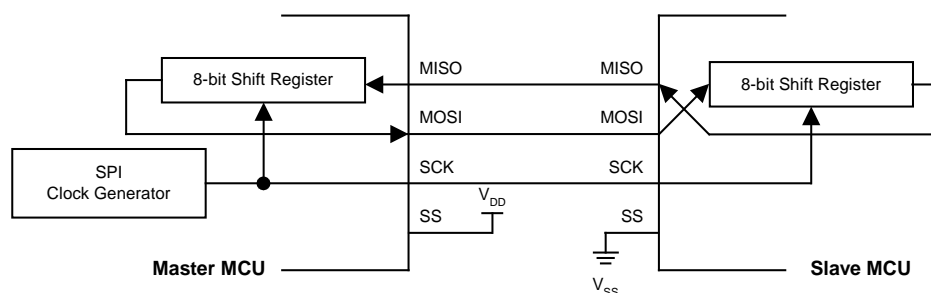 MISO
MISO
8-bit Shift Register
8-bit Shift Register
MOSI
MOSI
SPI
Clock Generator
SCK
SCK
VDD
SS
SS
VSS
Master MCU
Slave MCU